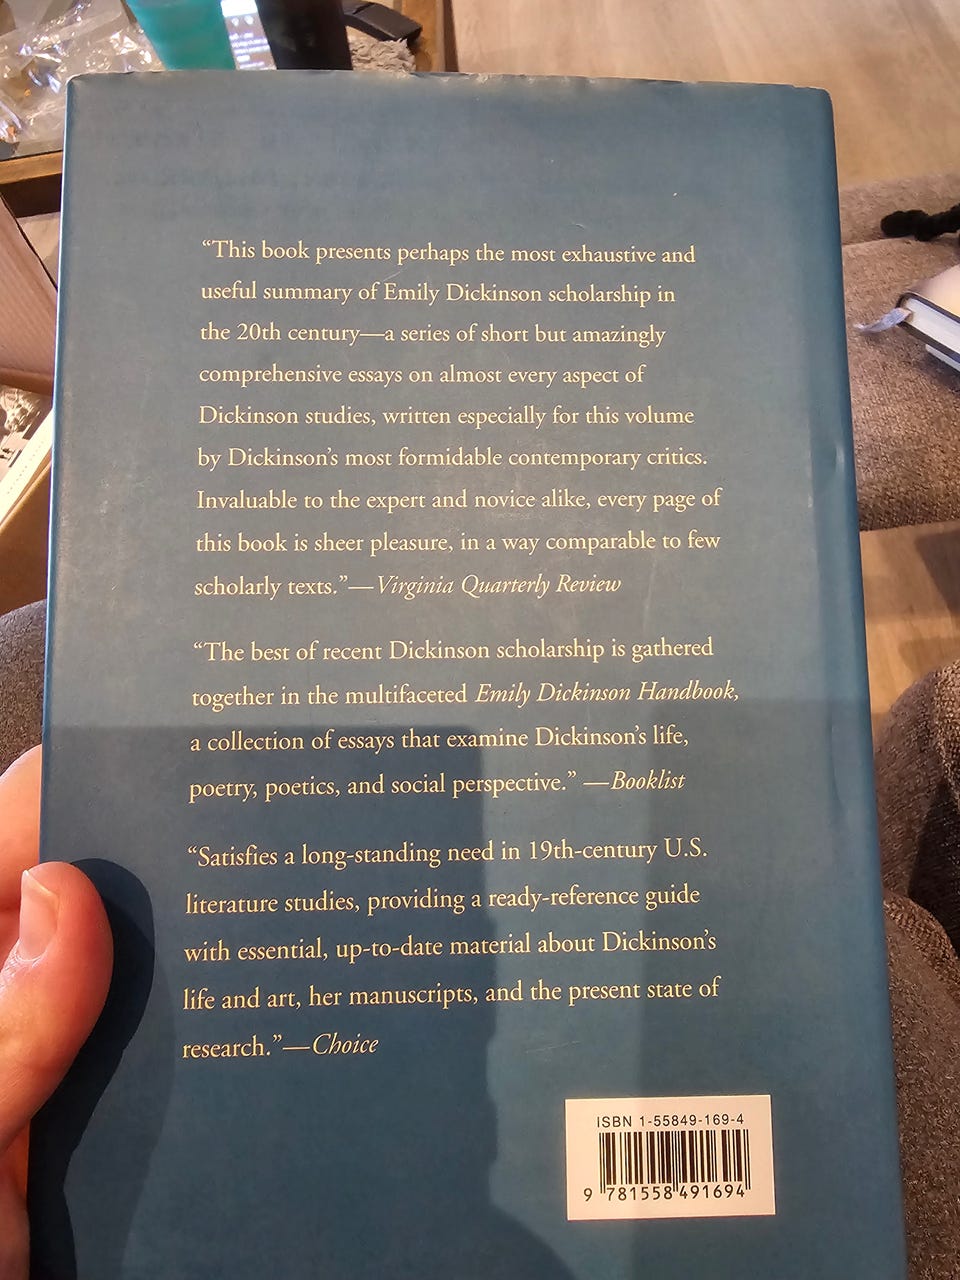 “This book presents perhaps the most exhaustive and
useful summary of Emily Dickinson scholarship in
the 20th century—a series of short but amazingly
comprehensive essays on almost every aspect of
Dickinson studies, written especially for this volume
by Dickinson’s most formidable contemporary critics.
Invaluable to the expert and novice alike, every page of
this book is sheer pleasure, in a way comparable to few
scholarly texts.”—Virginia Quarterly Review
“The best of recent Dickinson scholarship is gathered
together in the multifaceted Emily Dickinson Handbook,
a collection of essays that examine Dickinson’s life,
poetry, poetics, and social perspective.” —Booklist
“Satisfies a long-standing need in 19th-century U.S.
literature studies, providing a ready-reference guide
with essential, up-to-date material about Dickinson’s
life and art, her manuscripts, and the present state of
research.”—Choice
ISBN 1-55849-169-4
9 781558 491694